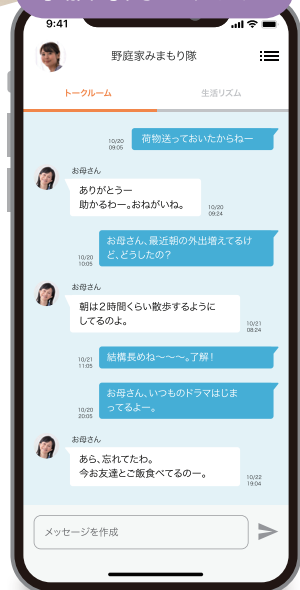 9:41
野庭家みまもり隊
トークルーム
生活リズム
荷物送っておいたからねー
10/20
09:05
お母さん
ありがとうー
助かるわー。おねがいね。
10/20
09:24
お母さん、最近朝の外出増えてるけ
ど、どうしたの？
10/20
10:05
お母さん
朝は2時間くらい散歩するように
してるのよ。
10/21
08:24
結構長めね〜〜〜。了解！
10/21
11:05
お母さん、いつものドラマはじま
ってるよー。
10/20
20:05
お母さん
あら、忘れてたわ。
今お友達とご飯食べてるのー。
10/22
19:04
メッセージを作成